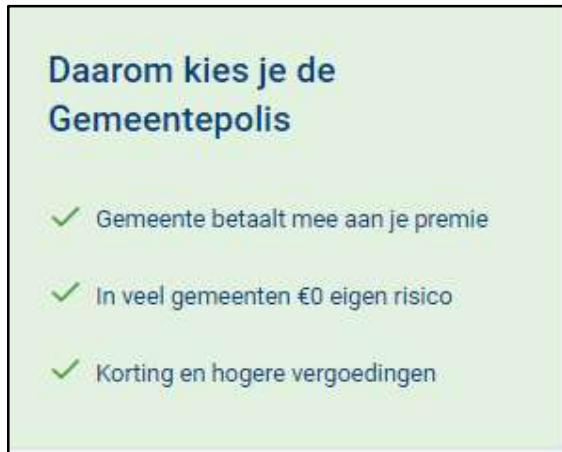 Daarom kies je de
Gemeentepolis
Gemeente betaalt mee aan je premie
In veel gemeenten €0 eigen risico
Korting en hogere vergoedingen